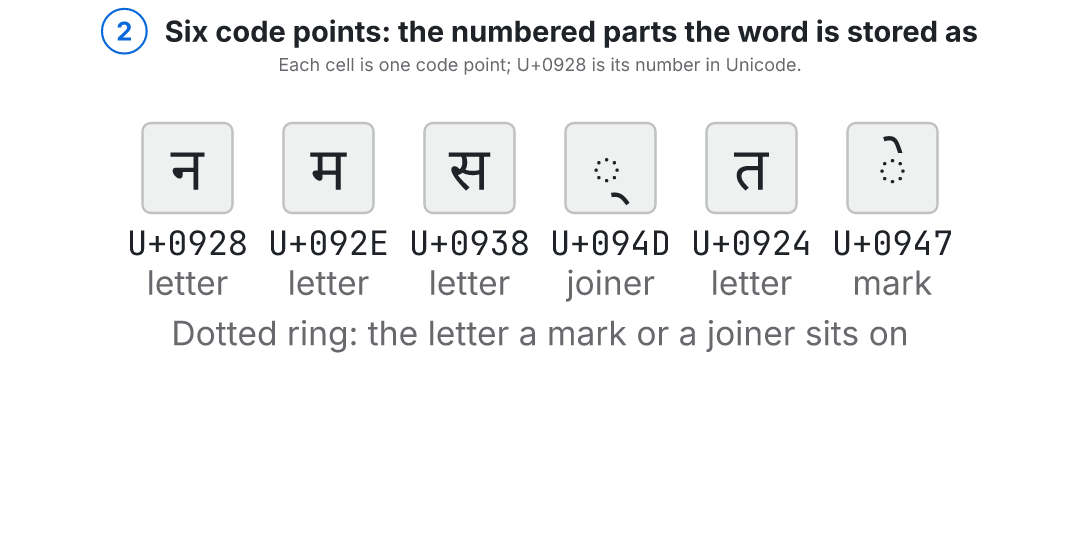 2 Six code points: the numbered parts the word is stored as
Each cell is one code point; U+0928 is its number in Unicode.
न म स ◌् त ◌े
U+0928 U+092E U+0938 U+094D U+0924 U+0947
letter letter letter joiner letter mark
Dotted ring: the letter a mark or a joiner sits on